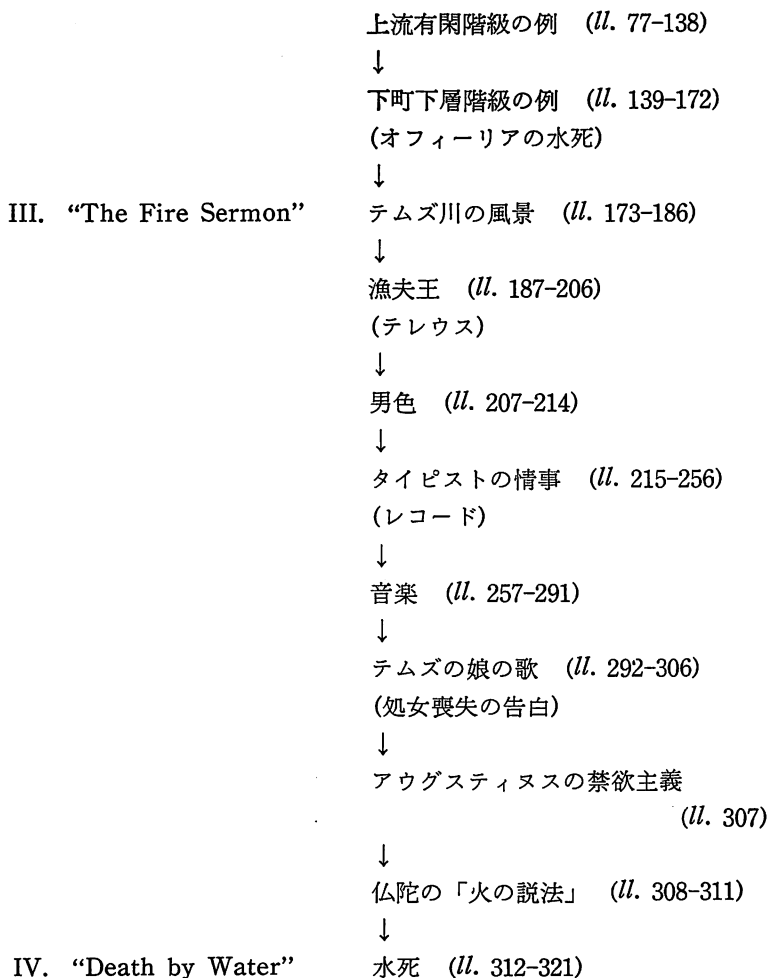 上流有閑階級の例 (ll. 77-138)
↓
下町下層階級の例 (ll. 139-172)
(オフィーリアの水死)
↓
III. “The Fire Sermon” テムズ川の風景 (ll. 173-186)
↓
漁夫王 (ll. 187-206)
(テレウス)
↓
男色 (ll. 207-214)
↓
タイピストの情事 (ll. 215-256)
(レコード)
↓
音楽 (ll. 257-291)
↓
テムズの娘の歌 (ll. 292-306)
(処女喪失の告白)
↓
アウグスティヌスの禁欲主義
(ll. 307)
↓
仏陀の「火の説法」 (ll. 308-311)
↓
IV. “Death by Water” 水死 (ll. 312-321)